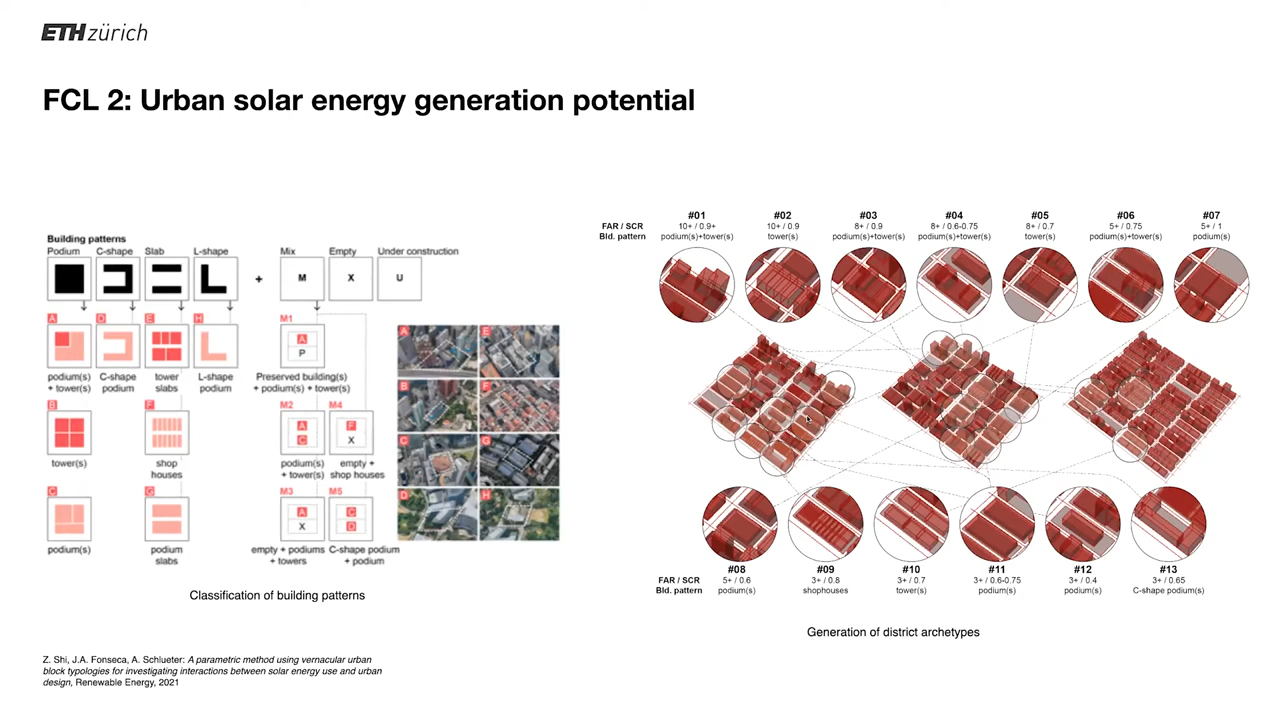 ETH zürich
FCL 2: Urban solar energy generation potential
Building patterns
Podium C-shape Slab L-shape Mix Empty Under construction
+ M X U
A D E H M1
A
P
podium(s) + tower(s)
C-shape podium
tower slabs
L-shape podium
Preserved building(s) + podium(s) + tower(s)
B F M2 M4
A F
C X
tower(s)
shop houses
podium(s) + tower(s)
empty + shop houses
C G M3 M5
A C
X D
podium(s)
podium slabs
empty + podiums + towers
C-shape podium + podium
A E
B F
C G
D H
Classification of building patterns
#01 #02 #03 #04 #05 #06 #07
FAR / SCR 10+ / 0.9+ 10+ / 0.9 8+ / 0.9 8+ / 0.6-0.75 8+ / 0.7 5+ / 0.75 5+ / 1
Bld. pattern podium(s)+tower(s) tower(s) podium(s)+tower(s) podium(s)+tower(s) tower(s) podium(s)+tower(s) podium(s)
#08 #09 #10 #11 #12 #13
FAR / SCR 5+ / 0.6 3+ / 0.8 3+ / 0.7 3+ / 0.6-0.75 3+ / 0.4 3+ / 0.65
Bld. pattern podium(s) shophouses tower(s) podium(s) podium(s) C-shape podium(s)
Generation of district archetypes
Z. Shi, J.A. Fonseca, A. Schlueter: A parametric method using vernacular urban
block typologies for investigating interactions between solar energy use and urban
design, Renewable Energy, 2021